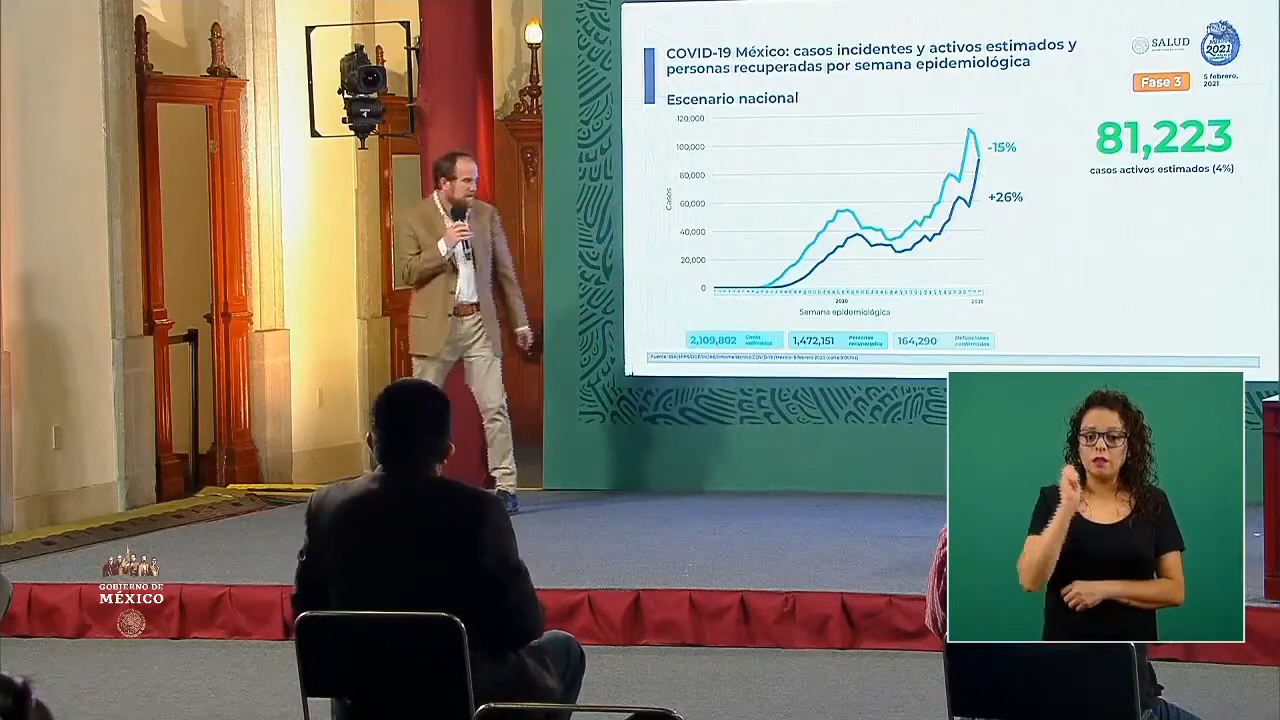 COVID-19 México: casos incidentes y activos estimados y
personas recuperadas por semana epidemiológica
SALUD
2021
Fase 3
5 febrero,
2021
Escenario nacional
120,000
100,000
80,000
60,000
40,000
20,000
0
Casos
-15%
+26%
2020
2021
Semana epidemiológica
81,223
casos activos estimados (4%)
2,109,802 Casos
estimados
1,472,151 Personas
recuperadas
164,290 Defunciones
confirmadas
GOBIERNO DE
MÉXICO